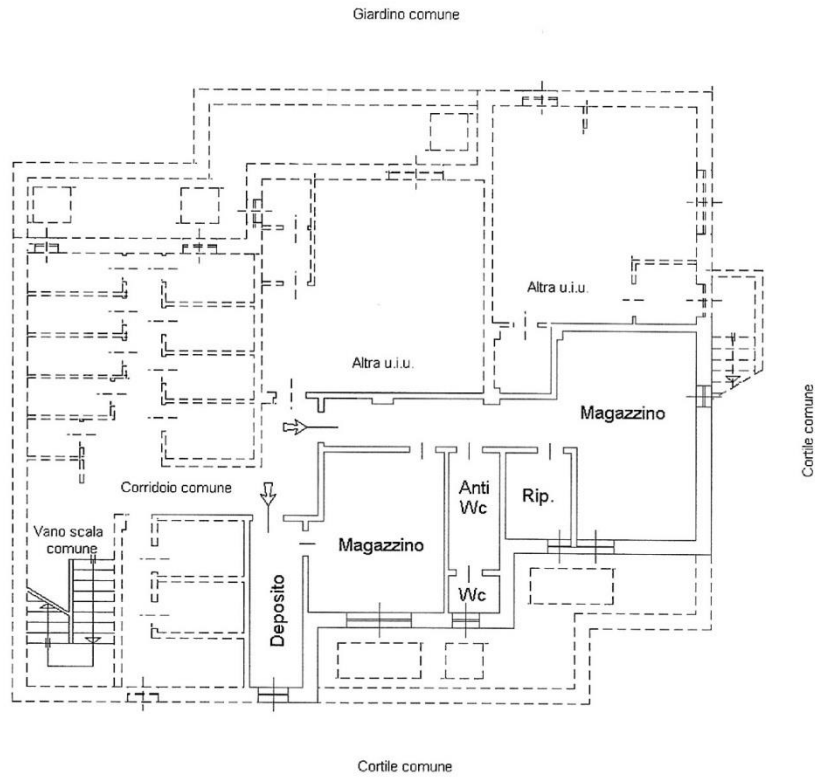 Giardino comune
Altra u.i.u.
Altra u.i.u.
Magazzino
Cortile comune
Corridoio comune
Anti
Wc
Rip.
Vano scala
comune
Magazzino
Deposito
Wc
Cortile comune